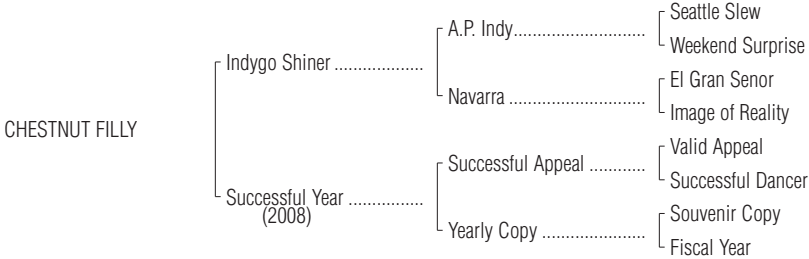 Seattle Slew
A.P. Indy..............................
Weekend Surprise
Indygo Shiner ....................
El Gran Senor
Navarra ...............................
Image of Reality
CHESTNUT FILLY
Valid Appeal
Successful Appeal .............
Successful Dancer
Successful Year .................
(2008)
Souvenir Copy
Yearly Copy ........................
Fiscal Year